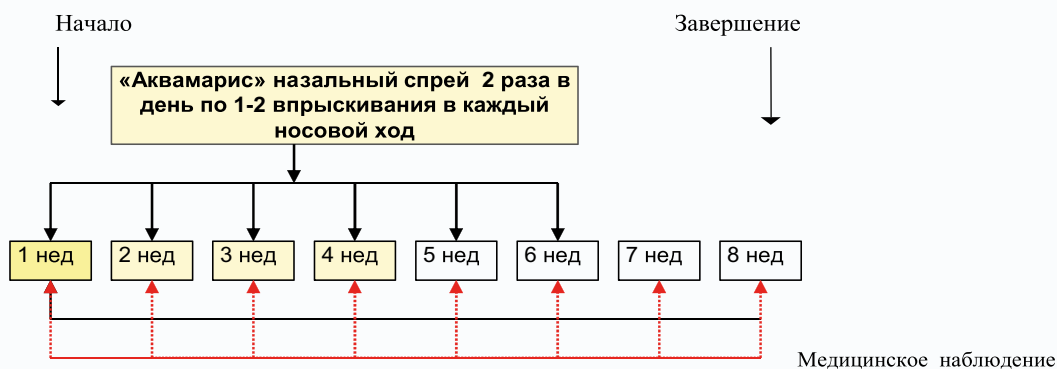 Начало
Завершение
«Аквамарис» назальный спрей 2 раза в
день по 1-2 впрыскивания в каждый
носовой ход
1 нед 2 нед 3 нед 4 нед 5 нед 6 нед 7 нед 8 нед
Медицинское наблюдение